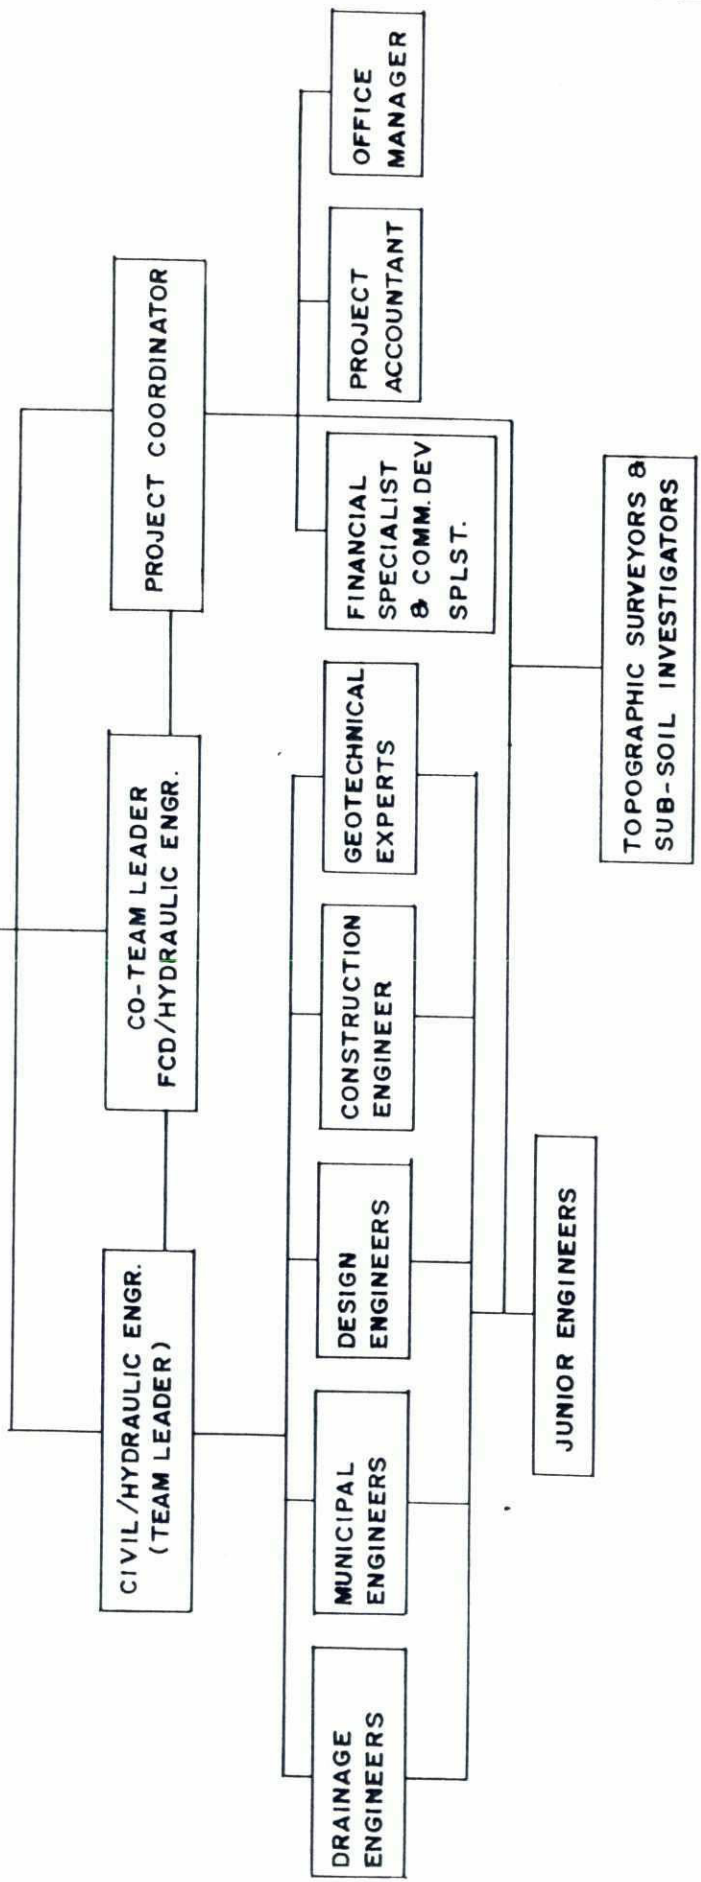 CIVIL/HYDRAULIC ENGR.
(TEAM LEADER)
CO-TEAM LEADER
FCD/HYDRAULIC ENGR.
PROJECT COORDINATOR
DRAINAGE
ENGINEERS
MUNICIPAL
ENGINEERS
DESIGN
ENGINEERS
CONSTRUCTION
ENGINEER
GEOTECHNICAL
EXPERTS
FINANCIAL
SPECIALIST
& COMM.DEV
SPLST.
PROJECT
ACCOUNTANT
OFFICE
MANAGER
JUNIOR ENGINEERS
TOPOGRAPHIC SURVEYORS &
SUB-SOIL INVESTIGATORS